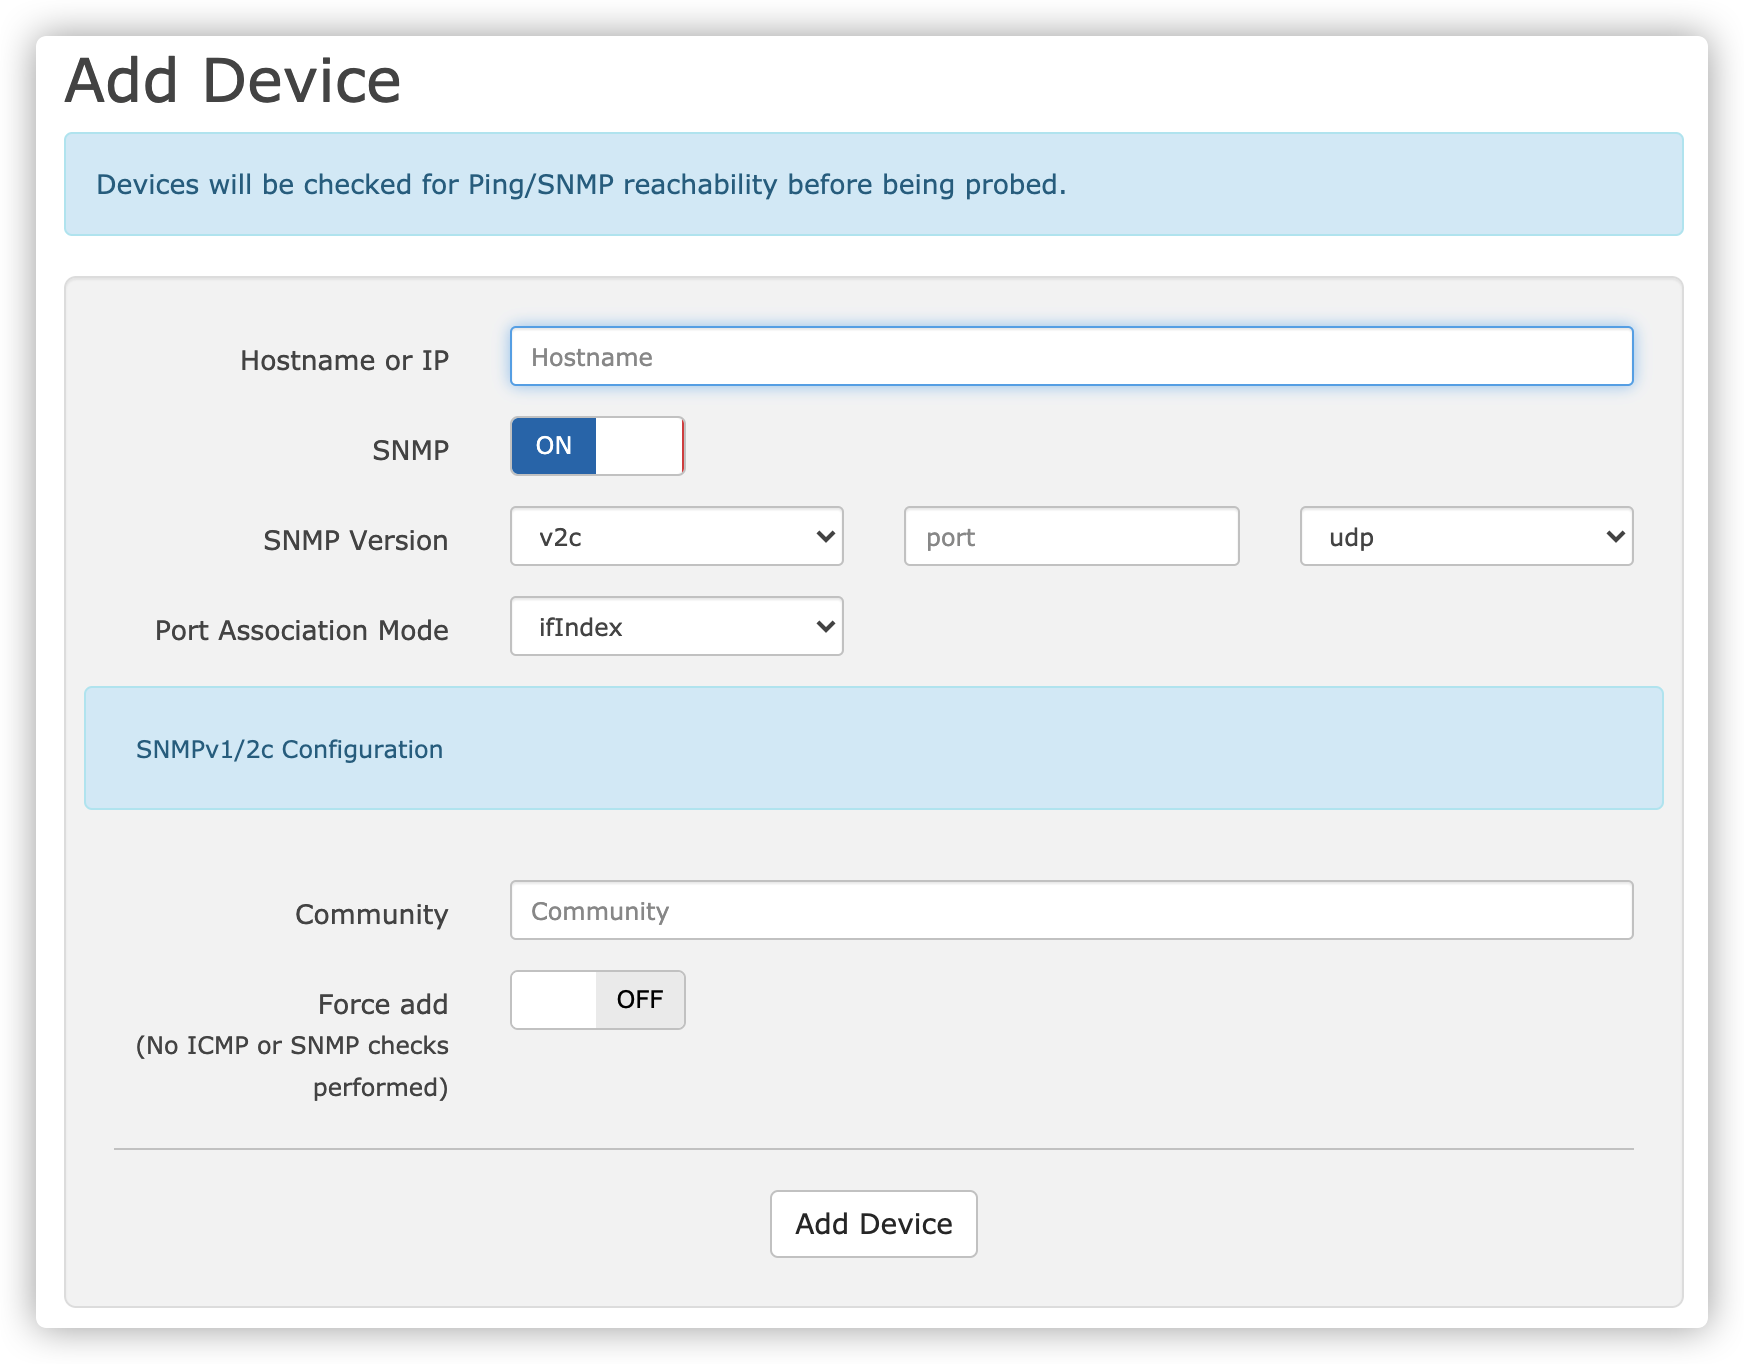 Add Device
Devices will be checked for Ping/SNMP reachability before being probed.
Hostname or IP
Hostname
SNMP
ON
SNMP Version
v2c
port
udp
Port Association Mode
ifIndex
SNMPv1/2c Configuration
Community
Community
Force add
OFF
(No ICMP or SNMP checks
performed)
Add Device